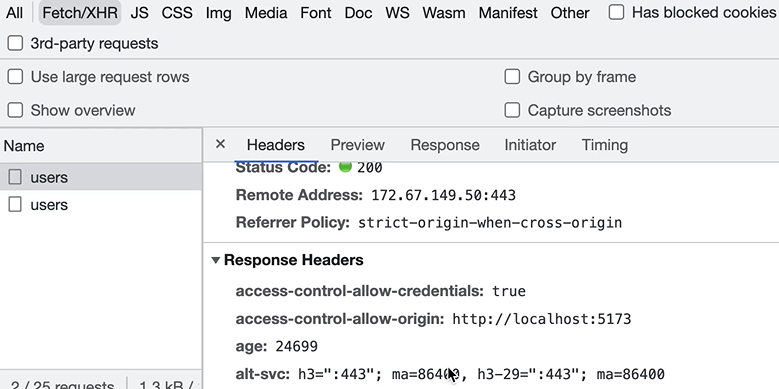 All Fetch/XHR JS CSS Img Media Font Doc WS Wasm Manifest Other Has blocked cookies
3rd-party requests
Use large request rows Group by frame
Show overview Capture screenshots
Name
users
users
2 / 25 requests 1.3 kB /
× Headers Preview Response Initiator Timing
Status Code: 200
Remote Address: 172.67.149.50:443
Referrer Policy: strict-origin-when-cross-origin
Response Headers
access-control-allow-credentials: true
access-control-allow-origin: http://localhost:5173
age: 24699
alt-svc: h3=":443"; ma=86400, h3-29=":443"; ma=86400